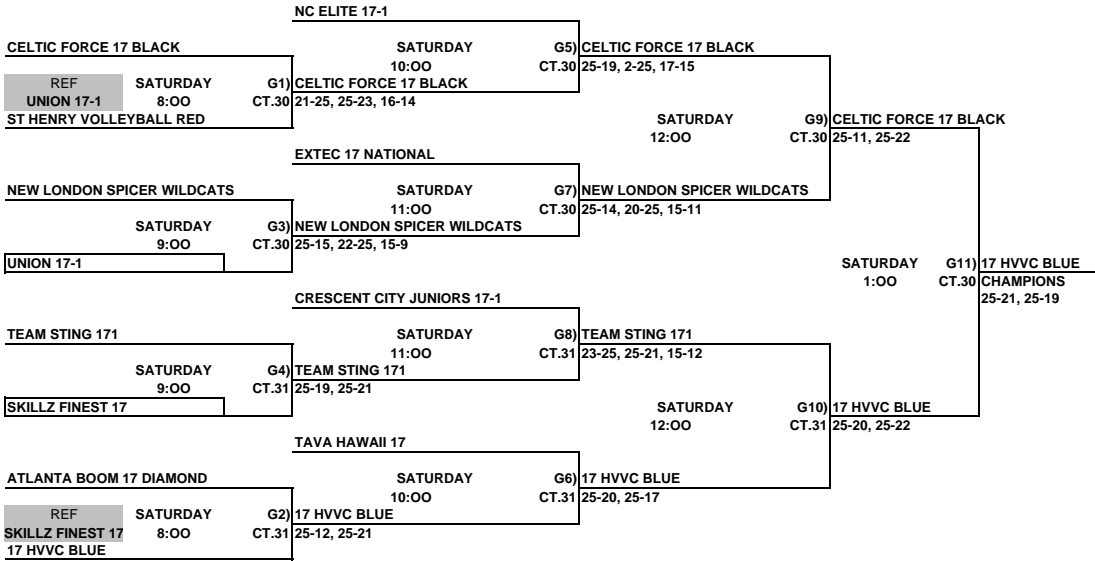 NC ELITE 17-1
CELTIC FORCE 17 BLACK SATURDAY G5) CELTIC FORCE 17 BLACK
10:OO CT.30 25-19, 2-25, 17-15
REF SATURDAY G1) CELTIC FORCE 17 BLACK
UNION 17-1 8:OO CT.30 21-25, 25-23, 16-14
ST HENRY VOLLEYBALL RED SATURDAY G9) CELTIC FORCE 17 BLACK
12:OO CT.30 25-11, 25-22
EXTEC 17 NATIONAL
NEW LONDON SPICER WILDCATS SATURDAY G7) NEW LONDON SPICER WILDCATS
11:OO CT.30 25-14, 20-25, 15-11
SATURDAY G3) NEW LONDON SPICER WILDCATS
9:OO CT.30 25-15, 22-25, 15-9
UNION 17-1 SATURDAY G11) 17 HVVC BLUE
1:OO CT.30 CHAMPIONS
CRESCENT CITY JUNIORS 17-1 25-21, 25-19
TEAM STING 171 SATURDAY G8) TEAM STING 171
11:OO CT.31 23-25, 25-21, 15-12
SATURDAY G4) TEAM STING 171
9:OO CT.31 25-19, 25-21
SKILLZ FINEST 17 SATURDAY G10) 17 HVVC BLUE
12:OO CT.31 25-20, 25-22
TAVA HAWAII 17
ATLANTA BOOM 17 DIAMOND SATURDAY G6) 17 HVVC BLUE
10:OO CT.31 25-20, 25-17
REF SATURDAY G2) 17 HVVC BLUE
SKILLZ FINEST 17 8:OO CT.31 25-12, 25-21
17 HVVC BLUE